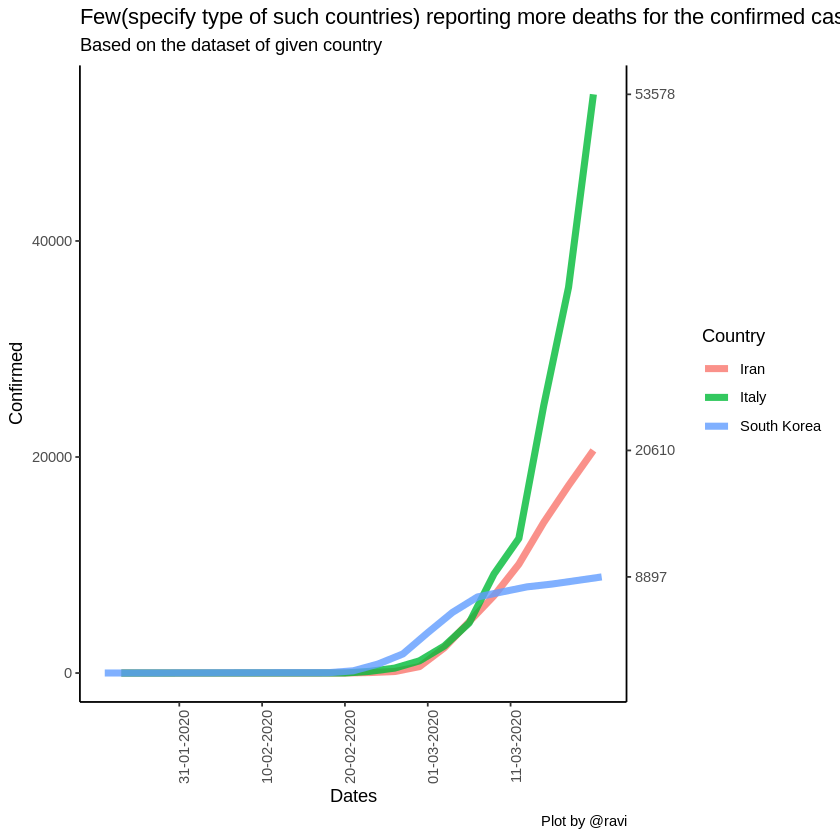 Few(specify type of such countries) reporting more deaths for the confirmed cas
Based on the dataset of given country
53578
40000
20000
20610
8897
0
Confirmed
Country
Iran
Italy
South Korea
31-01-2020
10-02-2020
20-02-2020
01-03-2020
11-03-2020
Dates
Plot by @ravi